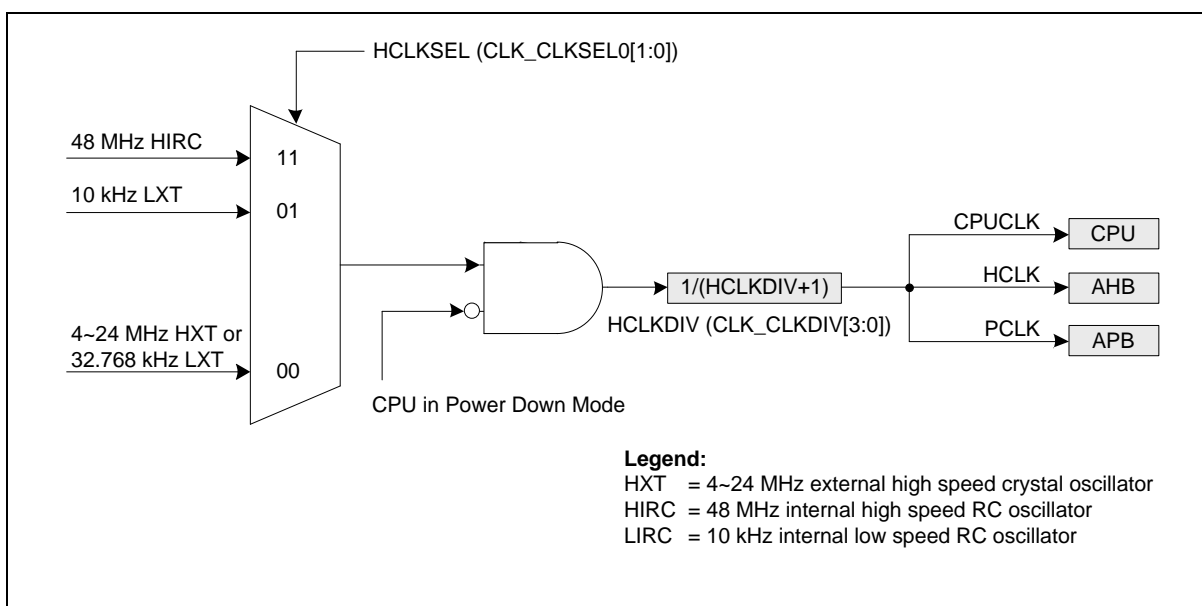 HCLKSEL (CLK_CLKSEL0[1:0])
48 MHz HIRC
11
10 kHz LXT
01
4~24 MHz HXT or
32.768 kHz LXT
00
CPU in Power Down Mode
1/(HCLKDIV+1)
HCLKDIV (CLK_CLKDIV[3:0])
CPUCLK
CPU
HCLK
AHB
PCLK
APB
Legend:
HXT = 4~24 MHz external high speed crystal oscillator
HIRC = 48 MHz internal high speed RC oscillator
LIRC = 10 kHz internal low speed RC oscillator